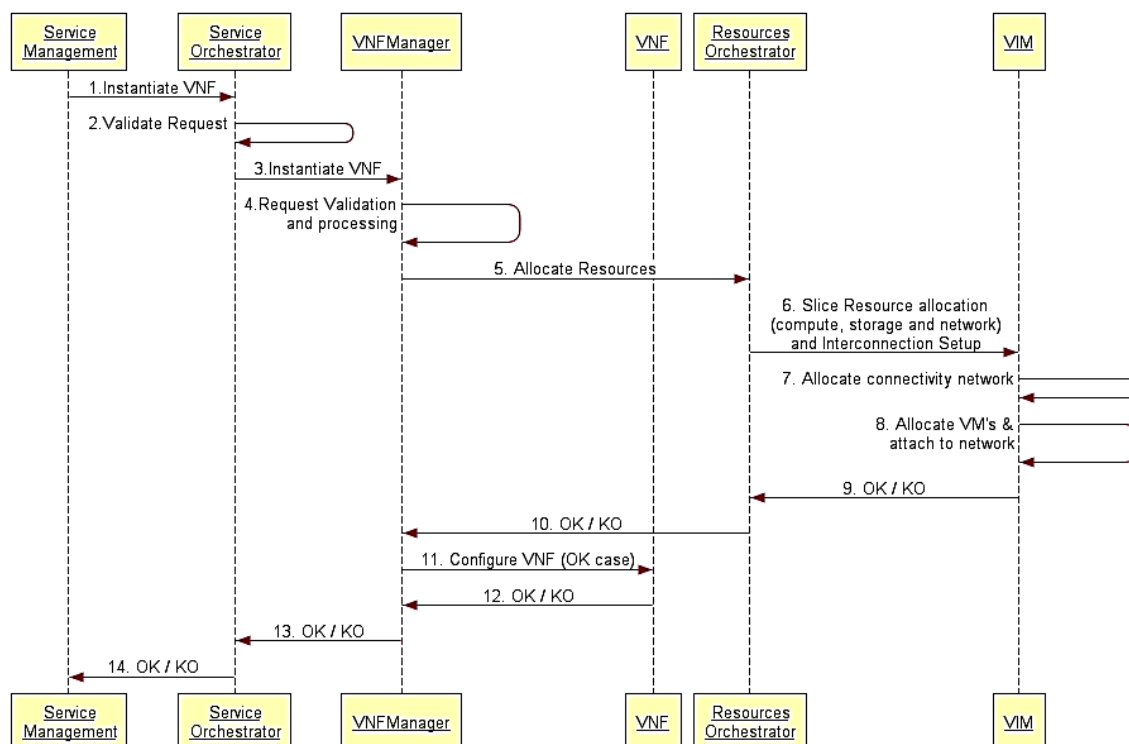 Service
Management
Service
Orchestrator
VNFManager
VNF
Resources
Orchestrator
VIM
1.Instantiate VNF
2.Validate Request
3.Instantiate VNF
4.Request Validation
and processing
5. Allocate Resources
6. Slice Resource allocation
(compute, storage and network)
and Interconnection Setup
7. Allocate connectivity network
8. Allocate VM's &
attach to network
9. OK / KO
10. OK / KO
11. Configure VNF (OK case)
12. OK / KO
13. OK / KO
14. OK / KO
Service
Management
Service
Orchestrator
VNFManager
VNF
Resources
Orchestrator
VIM